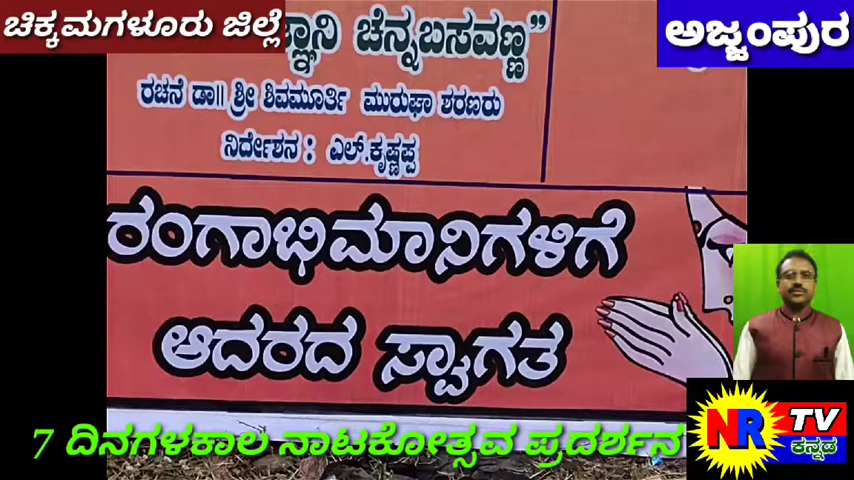 ಚಿಕ್ಕಮಗಳೂರು ಜಿಲ್ಲೆ
ಅಜ್ಜಂಪುರ
ಚೆನ್ನಬಸವಣ್ಣ”
ರಚನೆ ಡಾ|| ಶ್ರೀ ಶಿವಮೂರ್ತಿ ಮುರುಘಾ ಶರಣರು
ನಿರ್ದೇಶನ : ಎಲ್.ಕೃಷ್ಣಪ್ಪ
ರಂಗಾಭಿಮಾನಿಗಳಿಗೆ
ಆದರದ ಸ್ವಾಗತ
7 ದಿನಗಳಕಾಲ ನಾಟಕೋತ್ಸವ ಪ್ರದರ್ಶನ
NR TV
ಕನ್ನಡ